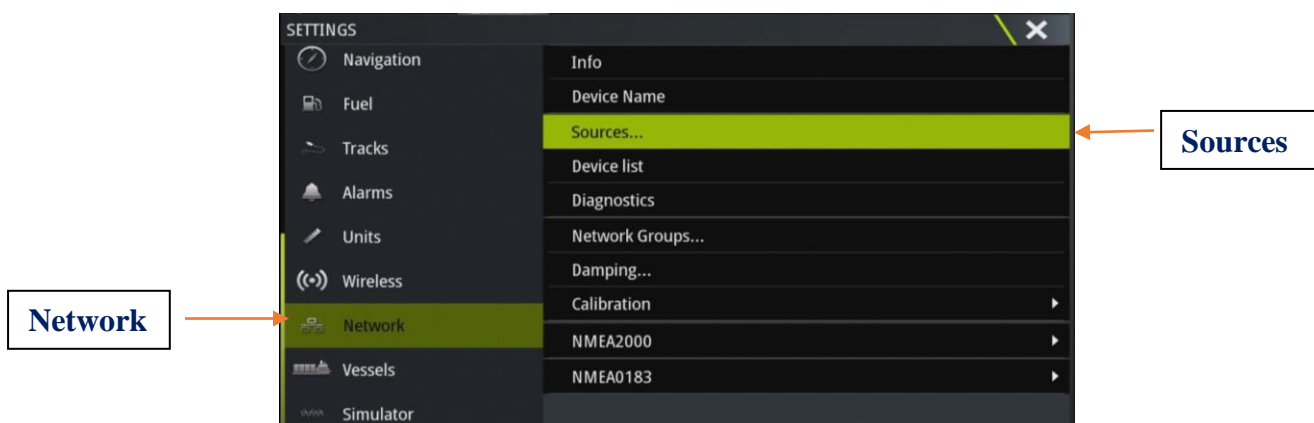 SETTINGS
Navigation
Fuel
Tracks
Alarms
Units
Wireless
Network
Vessels
Simulator
Info
Device Name
Sources...
Device list
Diagnostics
Network Groups...
Damping...
Calibration
NMEA2000
NMEA0183
Network
Sources